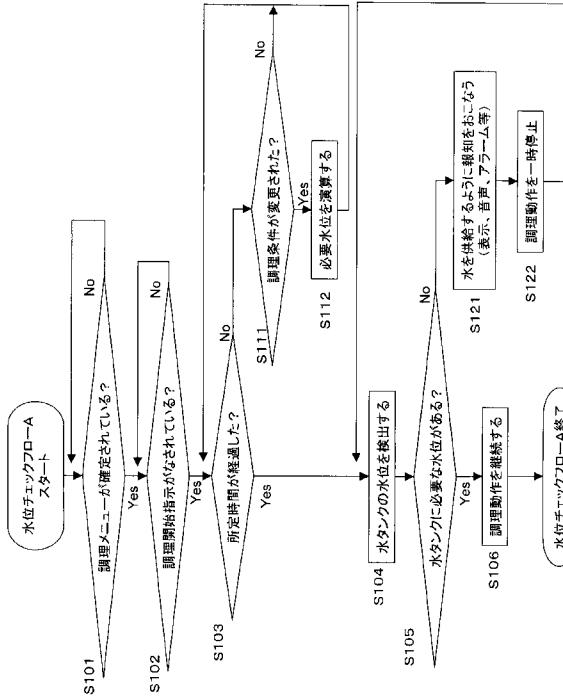 水位チェックフローA
スタート
S101
調理メニューが確定されている?
No
Yes
S102
調理開始指示がなされている?
No
Yes
S103
所定時間が経過した?
No
Yes
S111
調理条件が変更された?
No
Yes
S112
必要水位を演算する
S104
水タンクの水位を検出する
S105
水タンクに必要な水位がある?
No
Yes
S106
調理動作を継続する
S121
水を供給するように報知をおこなう
(表示、音声、アラーム等)
S122
調理動作を一時停止
水位チェックフローA終了